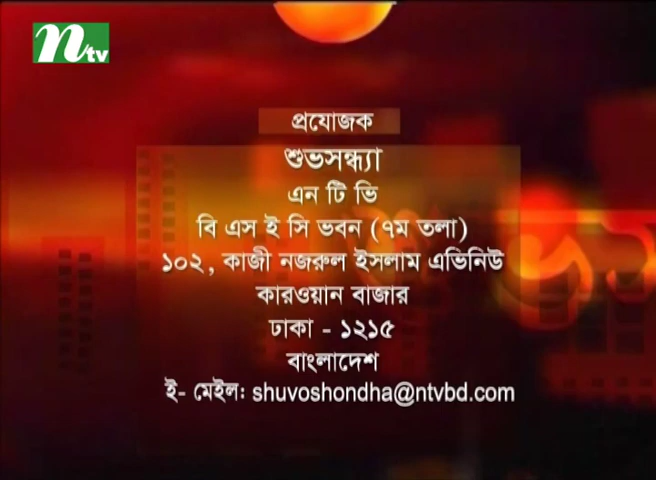 ntv
প্রযোজক
শুভসন্ধ্যা
এন টি ভি
বি এস ই সি ভবন (৭ম তলা)
১০২, কাজী নজরুল ইসলাম এভিনিউ
কারওয়ান বাজার
ঢাকা - ১২১৫
বাংলাদেশ
ই- মেইলঃ shuvoshondha@ntvbd.com